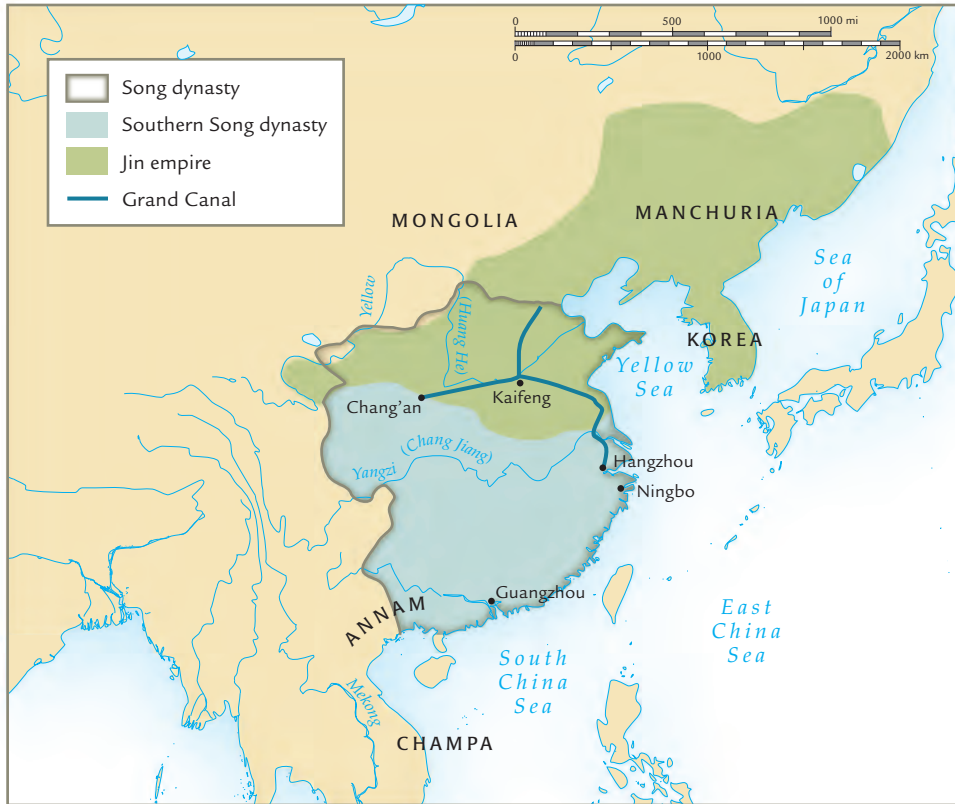 0 500 1000 mi
0 1000 2000 km
Song dynasty
Southern Song dynasty
Jin empire
Grand Canal
MONGOLIA
MANCHURIA
Sea
of
Japan
Yellow
(Huang He)
KOREA
Yellow
Sea
Chang'an
Kaifeng
Yangzi
(Chang Jiang)
Hangzhou
Ningbo
Guangzhou
ANNAM
East
China
Sea
South
China
Sea
Mekong
CHAMPA